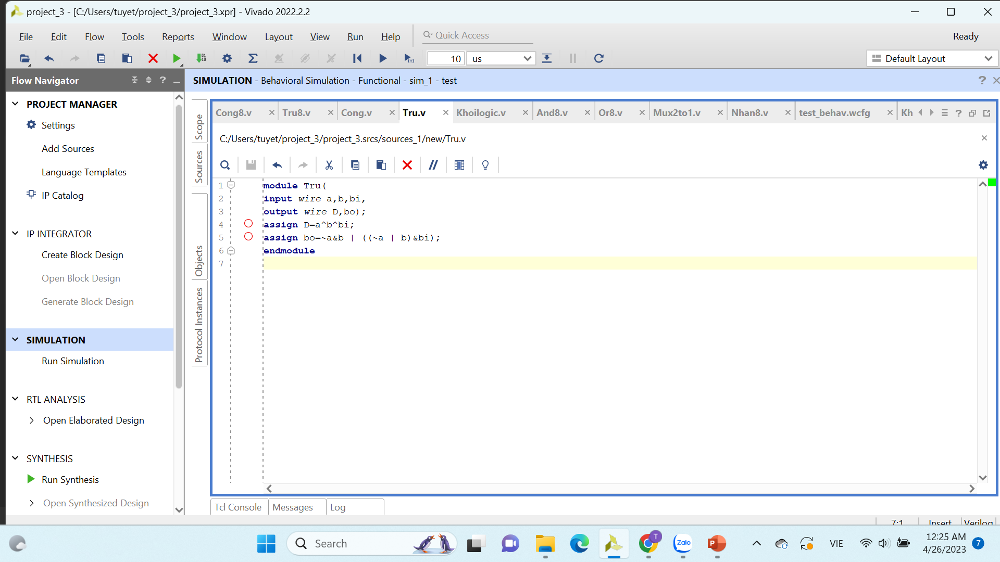 project_3 - [C:/Users/tuyet/project_3/project_3.xpr] - Vivado 2022.2.2
File Edit Flow Tools Reports Window Layout View Run Help Quick Access Ready
10 us Default Layout
Flow Navigator
SIMULATION - Behavioral Simulation - Functional - sim_1 - test
PROJECT MANAGER
Settings
Add Sources
Language Templates
IP Catalog
IP INTEGRATOR
Create Block Design
Open Block Design
Generate Block Design
SIMULATION
Run Simulation
RTL ANALYSIS
Open Elaborated Design
SYNTHESIS
Run Synthesis
Open Synthesized Design
Scope
Sources
Objects
Protocol Instances
Cong8.v Tru8.v Cong.v Tru.v Khoilogic.v And8.v Or8.v Mux2to1.v Nhan8.v test_behav.wcfg Kh
C:/Users/tuyet/project_3/project_3.srcs/sources_1/new/Tru.v
1 module Tru(
2 input wire a,b,bi,
3 output wire D,bo);
4 assign D=a^b^bi;
5 assign bo=~a&b | ((~a | b)&bi);
6 endmodule
7
Tcl Console Messages Log
7:1 Insert Verilog
Search
T
Zalo
P
VIE
12:25 AM
4/26/2023
7